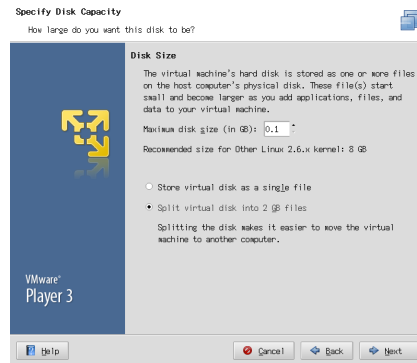 Specify Disk Capacity
How large do you want this disk to be?
Disk Size
The virtual machine's hard disk is stored as one or more files
on the host computer's physical disk. These file(s) start
small and become larger as you add applications, files, and
data to your virtual machine.
Maximum disk size (in GB): 0.1
Recommended size for Other Linux 2.6.x kernel: 8 GB
Store virtual disk as a single file
Split virtual disk into 2 GB files
Splitting the disk makes it easier to move the virtual
machine to another computer.
VMware®
Player 3
Help Cancel Back Next